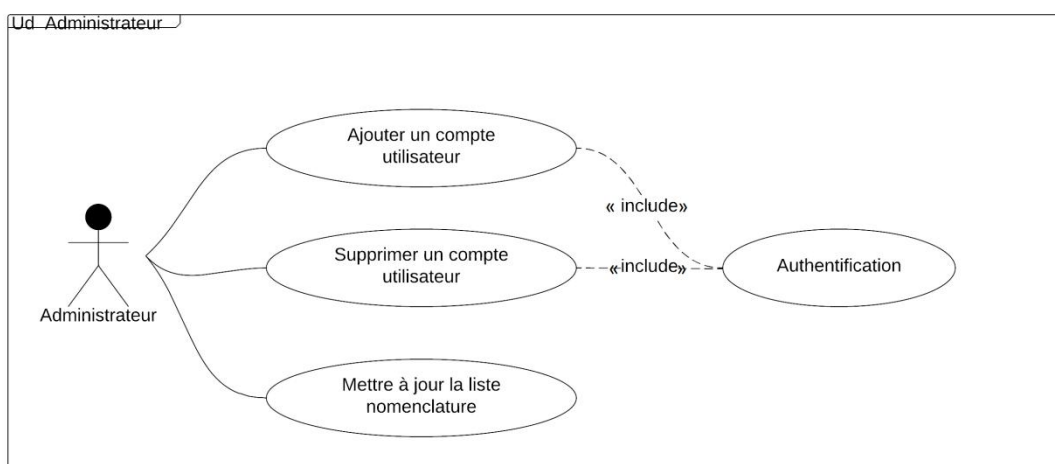 Ud Administrateur
Ajouter un compte
utilisateur
« include»
Supprimer un compte
utilisateur
« include»
Authentification
Administrateur
Mettre à jour la liste
nomenclature